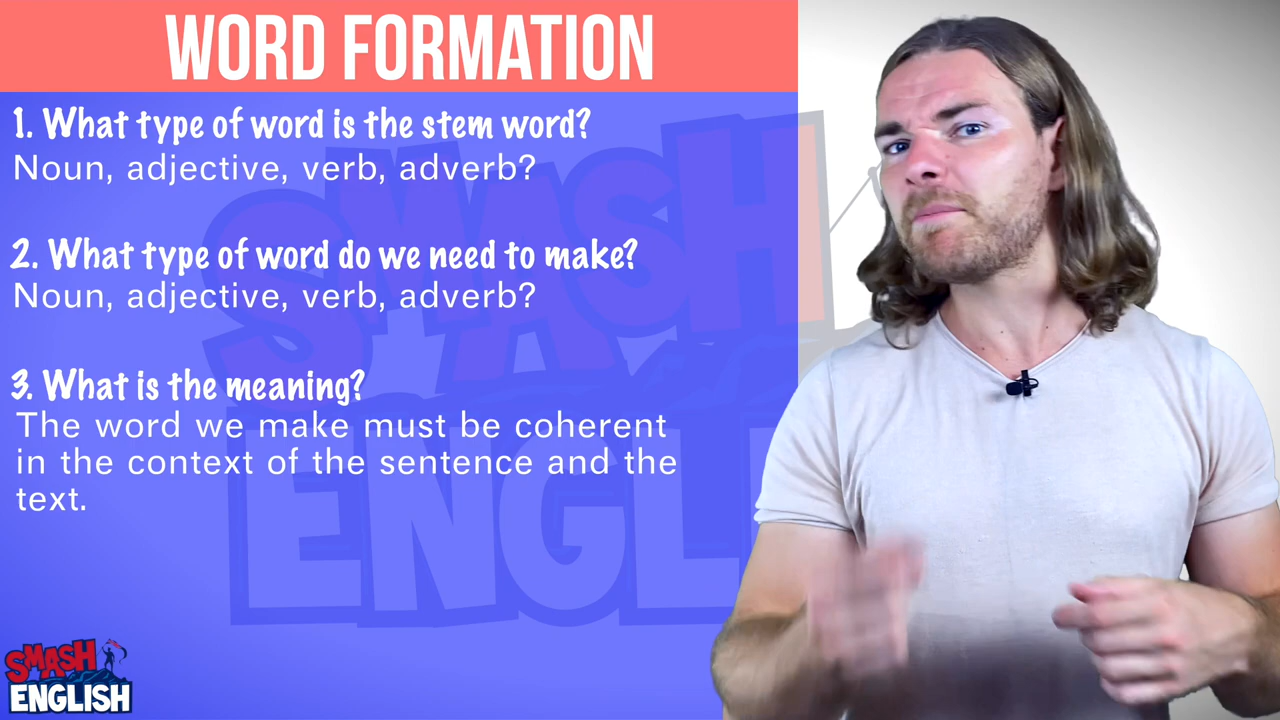 WORD FORMATION
1. What type of word is the stem word?
Noun, adjective, verb, adverb?
2. What type of word do we need to make?
Noun, adjective, verb, adverb?
3. What is the meaning?
The word we make must be coherent
in the context of the sentence and the
text.
SMASH
ENGL
SMASH
ENGLISH